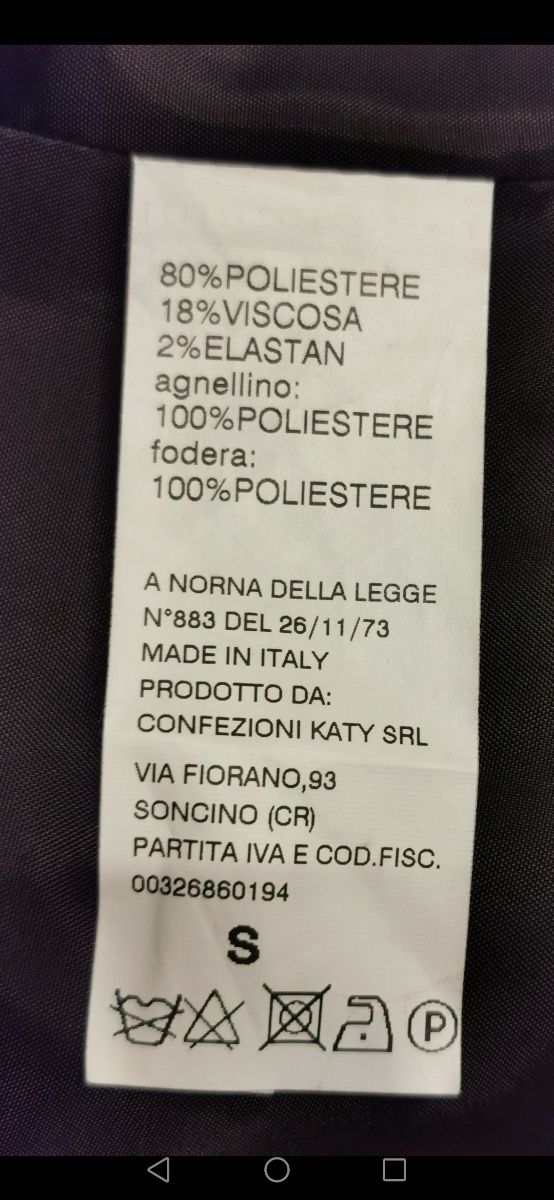 80%POLIESTERE
18%VISCOSA
2%ELASTAN
agnellino:
100%POLIESTERE
fodera:
100%POLIESTERE
A NORNA DELLA LEGGE
N°883 DEL 26/11/73
MADE IN ITALY
PRODOTTO DA:
CONFEZIONI KATY SRL
VIA FIORANO,93
SONCINO (CR)
PARTITA IVA E COD.FISC.
00326860194
S
P